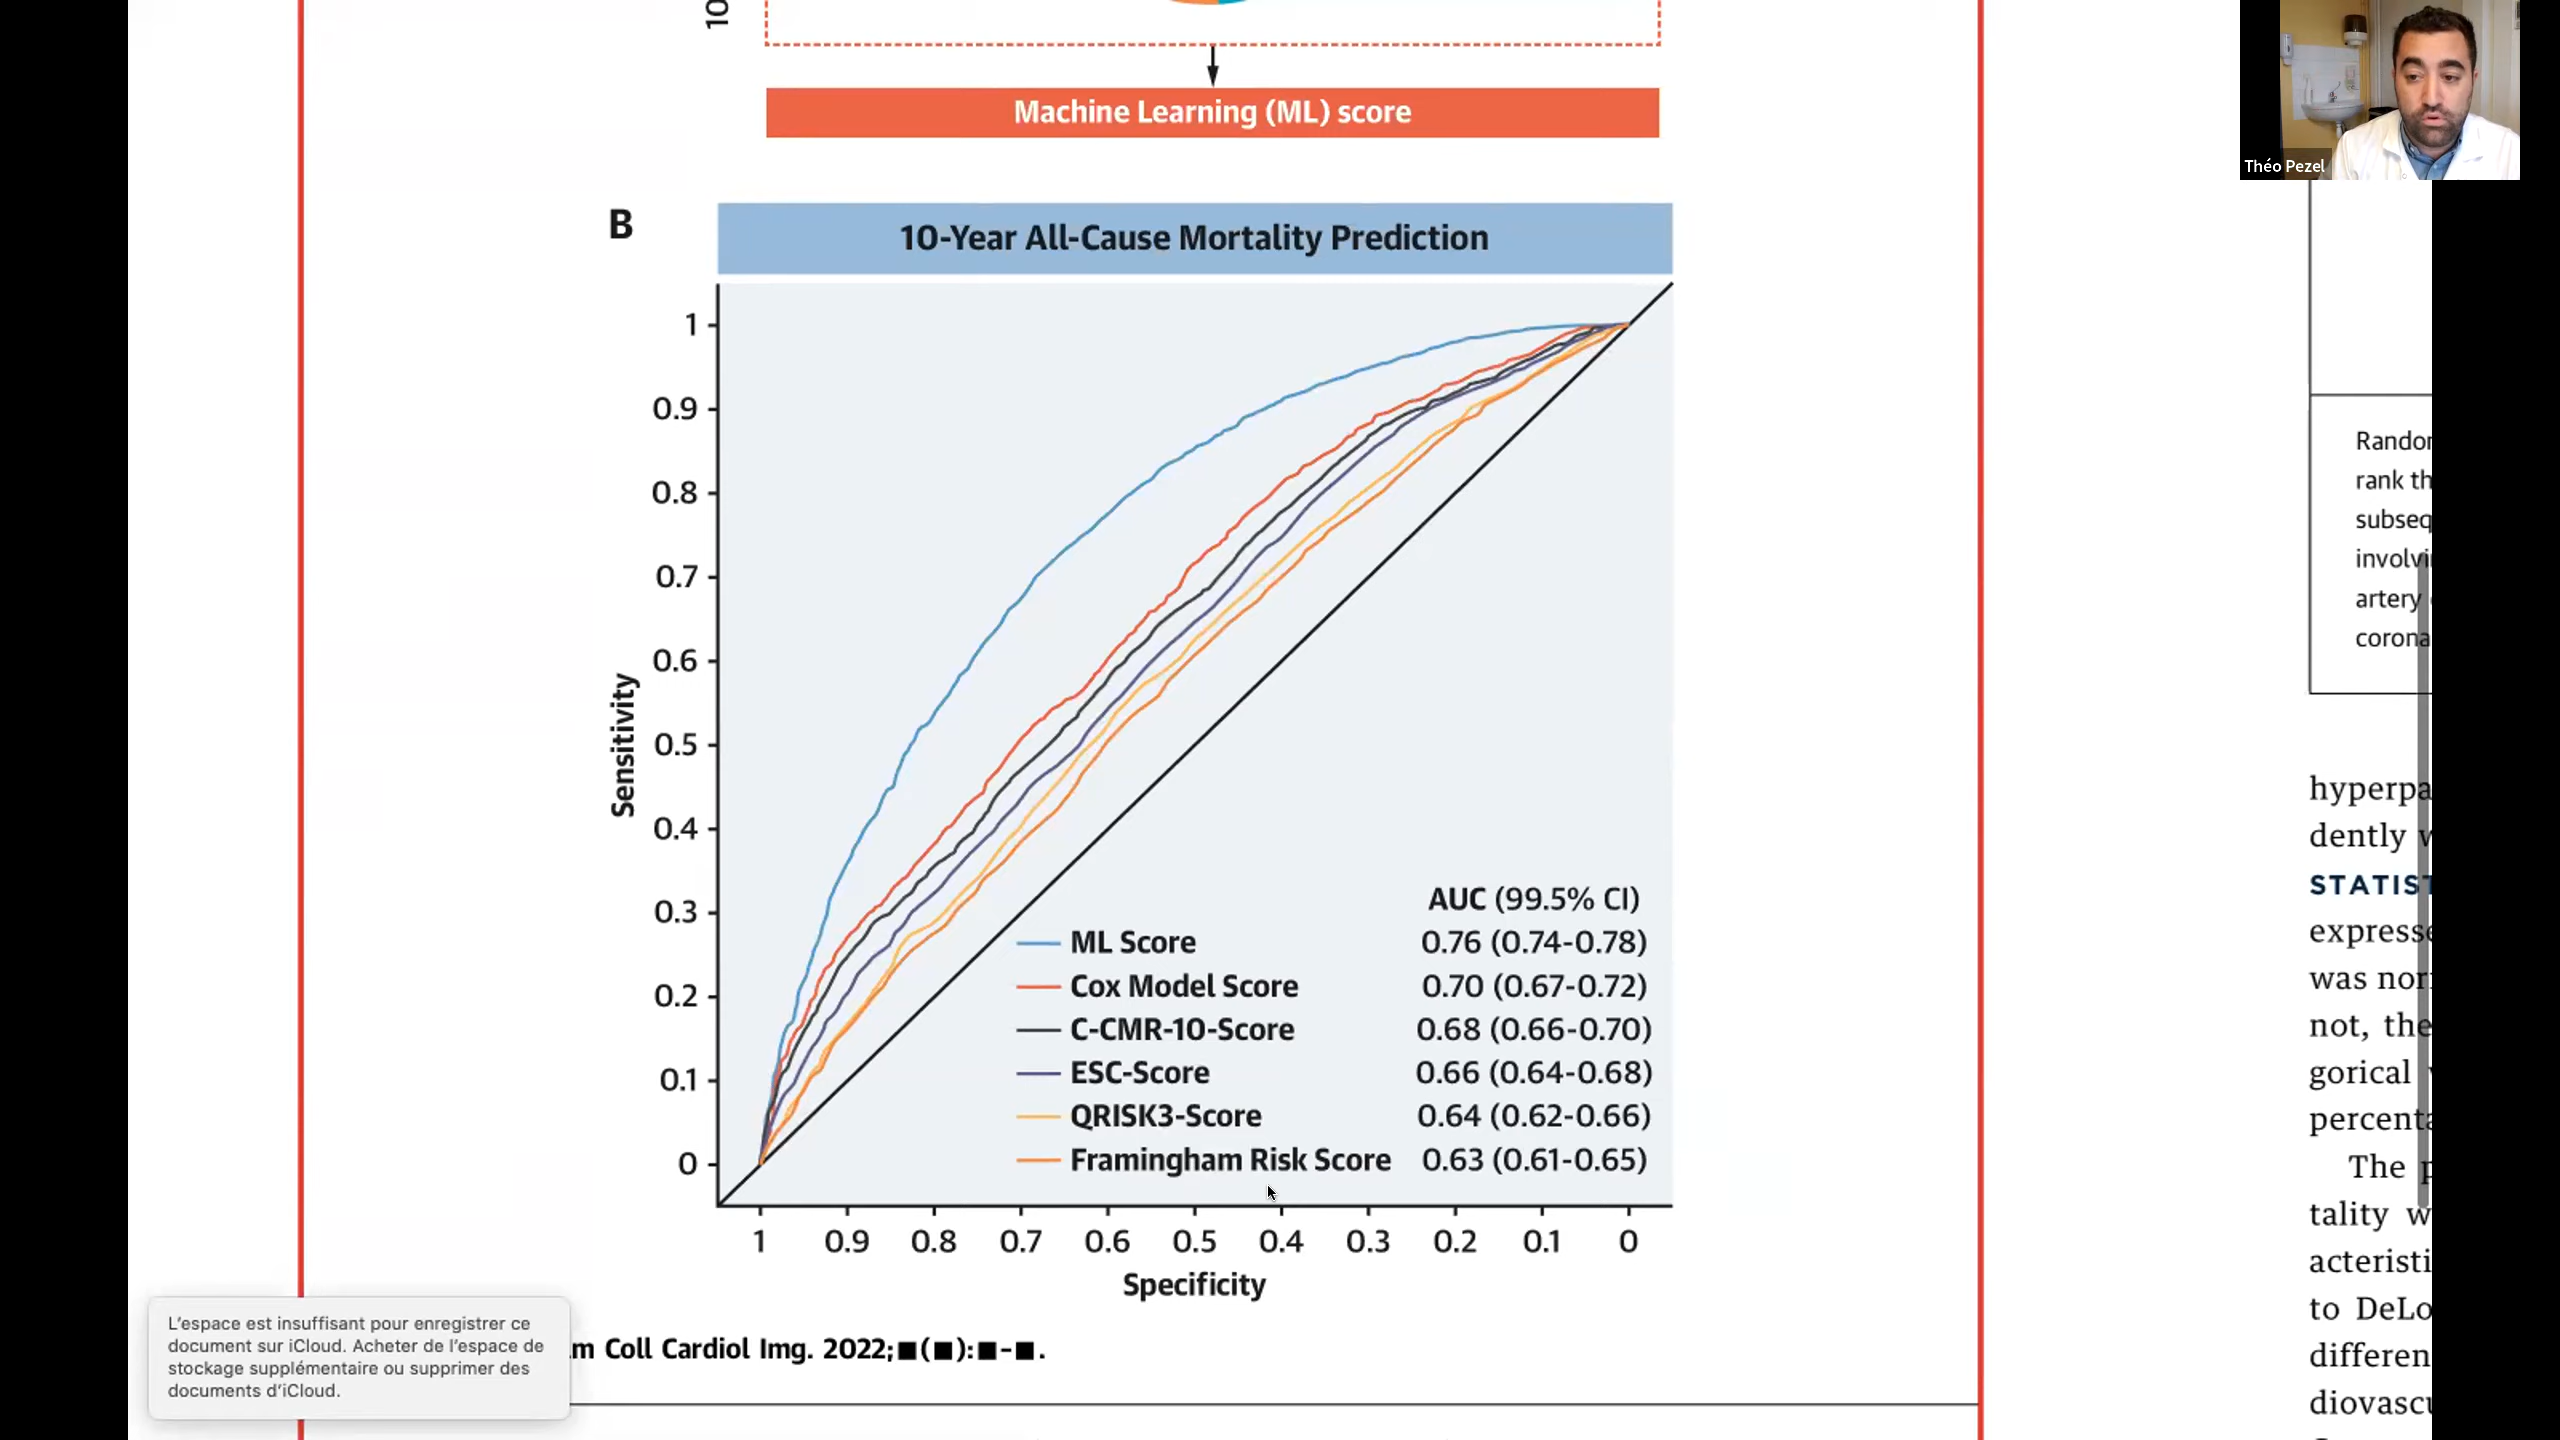 10
Machine Learning (ML) score
Théo Pezel
B
10-Year All-Cause Mortality Prediction
1
0.9
0.8
0.7
0.6
0.5
0.4
0.3
0.2
0.1
0
Sensitivity
AUC (99.5% CI)
ML Score 0.76 (0.74-0.78)
Cox Model Score 0.70 (0.67-0.72)
C-CMR-10-Score 0.68 (0.66-0.70)
ESC-Score 0.66 (0.64-0.68)
QRISK3-Score 0.64 (0.62-0.66)
Framingham Risk Score 0.63 (0.61-0.65)
1 0.9 0.8 0.7 0.6 0.5 0.4 0.3 0.2 0.1 0
Specificity
m Coll Cardiol Img. 2022;■(■):■-■.
L'espace est insuffisant pour enregistrer ce
document sur iCloud. Acheter de l'espace de
stockage supplémentaire ou supprimer des
documents d'iCloud.
Random
rank th
subseq
involvi
artery
corona
hyperpa
dently
STATIST
expresse
was nor
not, the
gorical
percenta
The p
tality w
acteristi
to DeLo
differen
diovascu